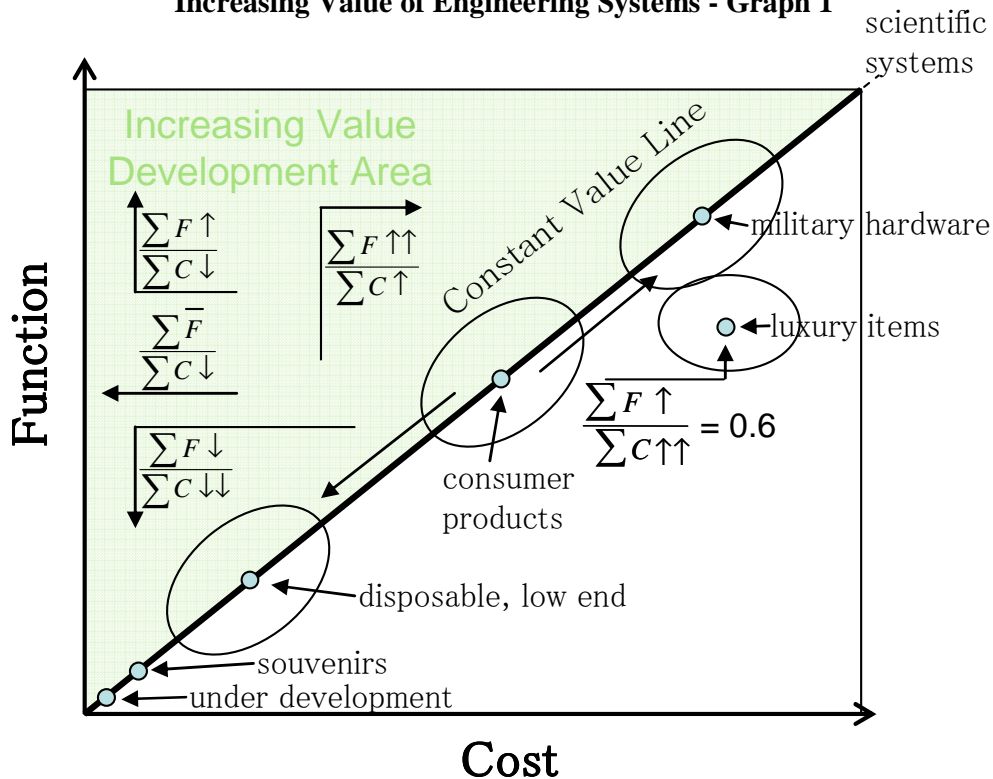 Increasing Value of Engineering Systems - Graph 1
scientific
systems
Increasing Value
Development Area
Constant Value Line
∑F↑
∑C↓
∑F↑↑
∑C↑
military hardware
∑F̅
∑C↓
luxury items
Function
∑F↑
∑C↑↑ = 0.6
∑F↓
∑C↓↓
consumer
products
disposable, low end
souvenirs
under development
Cost